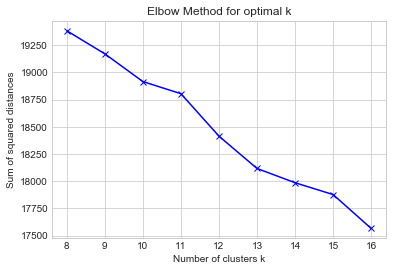 Elbow Method for optimal k
Sum of squared distances
19250
19000
18750
18500
18250
18000
17750
17500
8 9 10 11 12 13 14 15 16
Number of clusters k